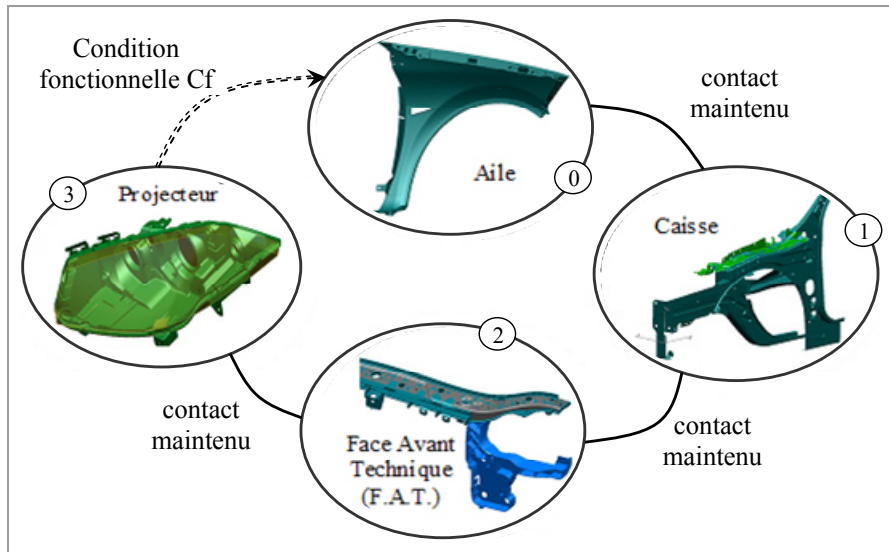 Condition
fonctionnelle Cf
contact
maintenu
Aile
0
3
Projecteur
Caisse
1
2
Face Avant
Technique
(F.A.T.)
contact
maintenu
contact
maintenu